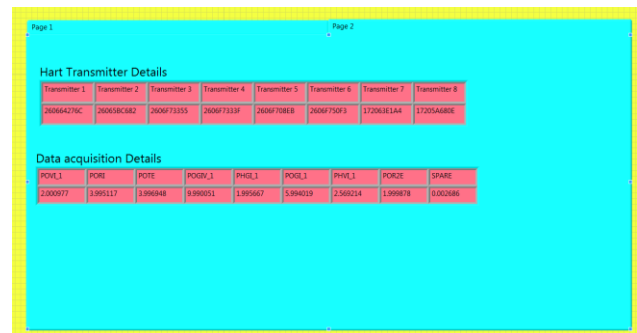 Page 1 Page 2
Hart Transmitter Details
Transmitter 1 Transmitter 2 Transmitter 3 Transmitter 4 Transmitter 5 Transmitter 6 Transmitter 7 Transmitter 8
260664276C 26065BC682 2606F73355 2606F7333F 2606F708EB 2606F750F3 172063E1A4 17205A680E
Data acquisition Details
POVI_1 PORI POTE POGIV_1 PHGI_1 POGI_1 PHVI_1 POR2E SPARE
2.000977 3.995117 3.996948 9.990051 1.995667 5.994019 2.569214 1.999878 0.002686